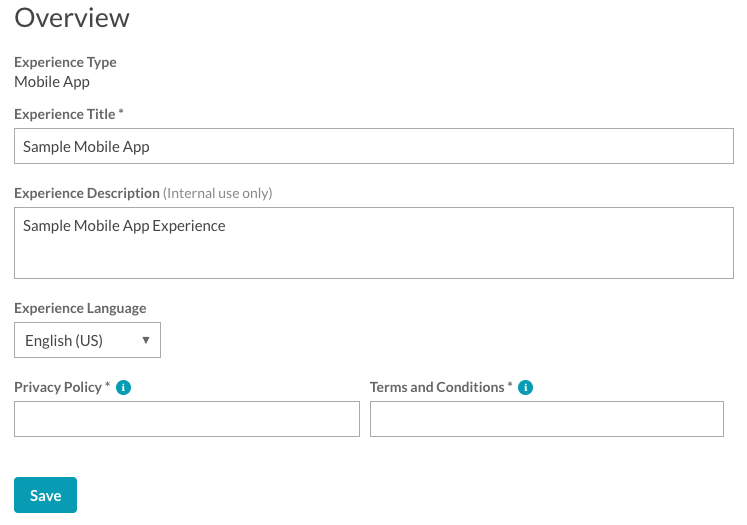 Overview
Experience Type
Mobile App
Experience Title *
Sample Mobile App
Experience Description (Internal use only)
Sample Mobile App Experience
Experience Language
English (US) ▼
Privacy Policy * i Terms and Conditions * i
Save